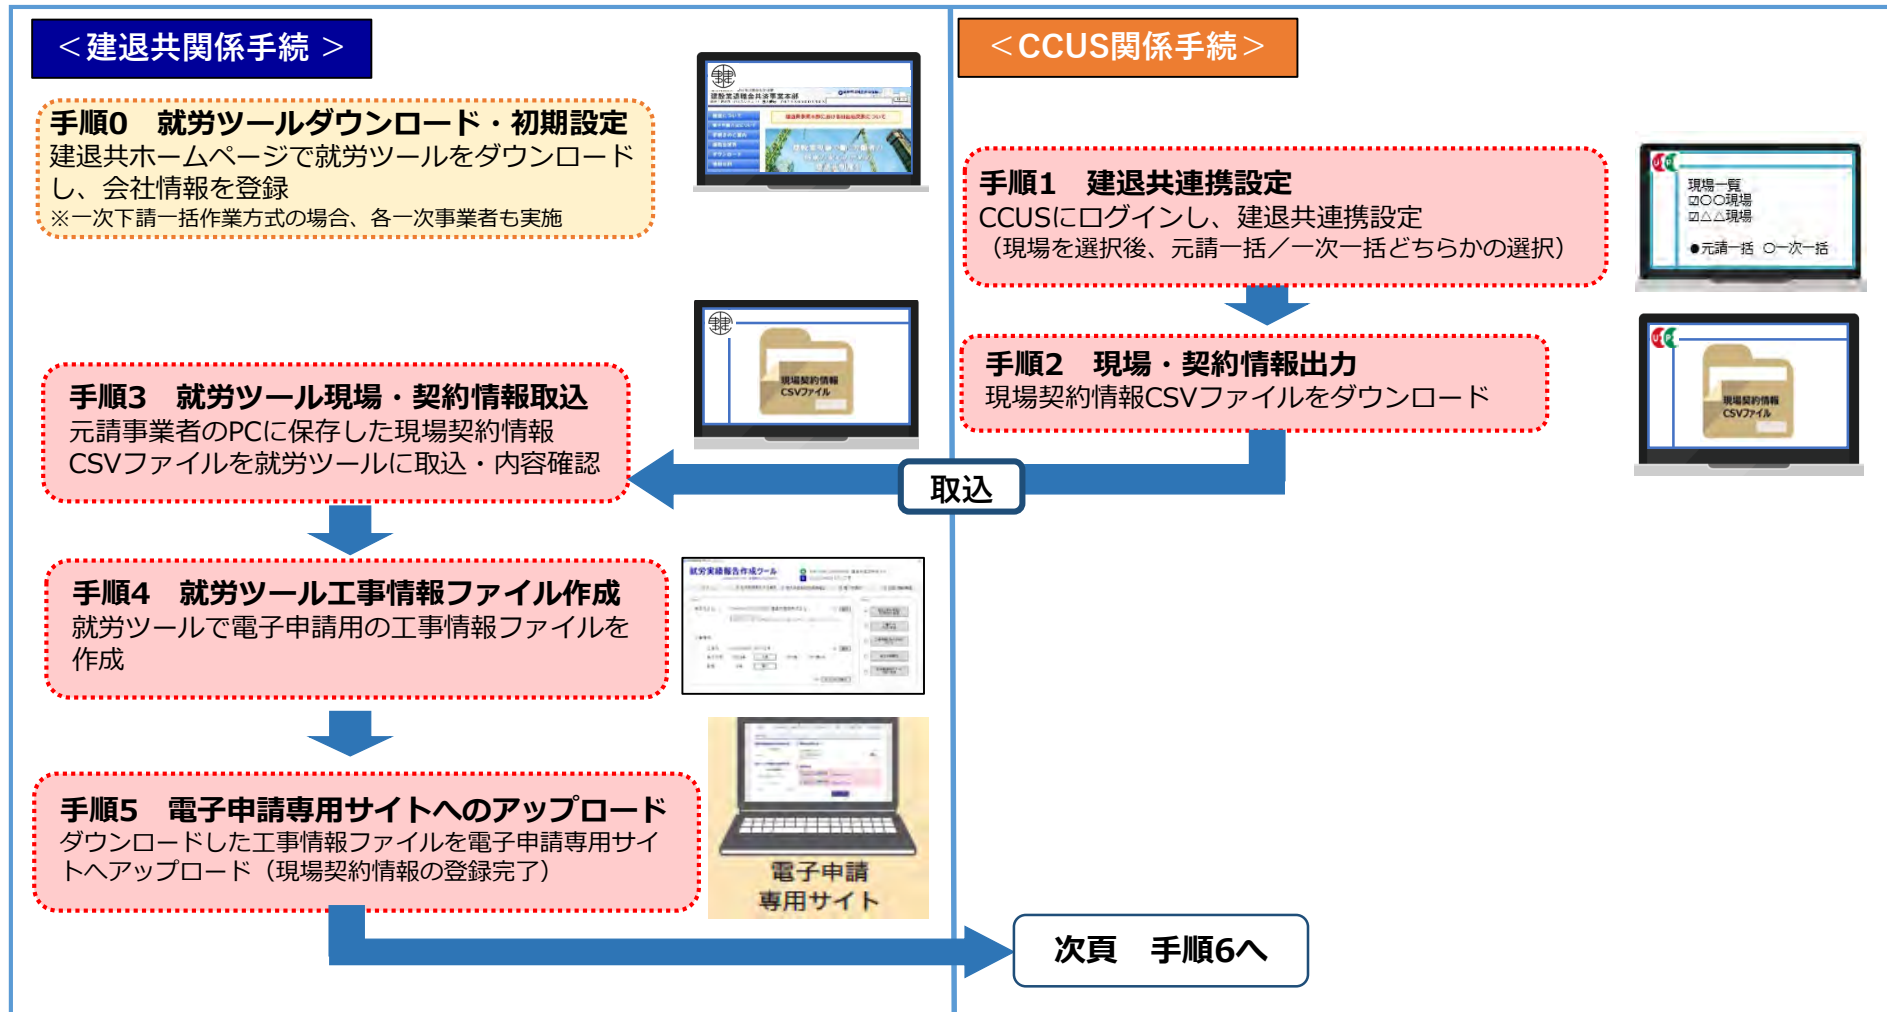 ＜建退共関係手続 ＞
手順0　就労ツールダウンロード・初期設定
建退共ホームページで就労ツールをダウンロード
し、会社情報を登録
※一次下請一括作業方式の場合、各一次事業者も実施
建設業退職金共済事業本部
＜CCUS関係手続＞
手順1　建退共連携設定
CCUSにログインし、建退共連携設定
（現場を選択後、元請一括／一次一括どちらかの選択）
現場一覧
☑〇〇現場
☑△△現場
●元請一括 ○一次一括
手順2　現場・契約情報出力
現場契約情報CSVファイルをダウンロード
現場契約情報
CSVファイル
取込
手順3　就労ツール現場・契約情報取込
元請事業者のPCに保存した現場契約情報
CSVファイルを就労ツールに取込・内容確認
現場契約情報
CSVファイル
手順4　就労ツール工事情報ファイル作成
就労ツールで電子申請用の工事情報ファイルを
作成
就労実績報告作成ツール
手順5　電子申請専用サイトへのアップロード
ダウンロードした工事情報ファイルを電子申請専用サイ
トへアップロード（現場契約情報の登録完了）
電子申請
専用サイト
次頁　手順6へ